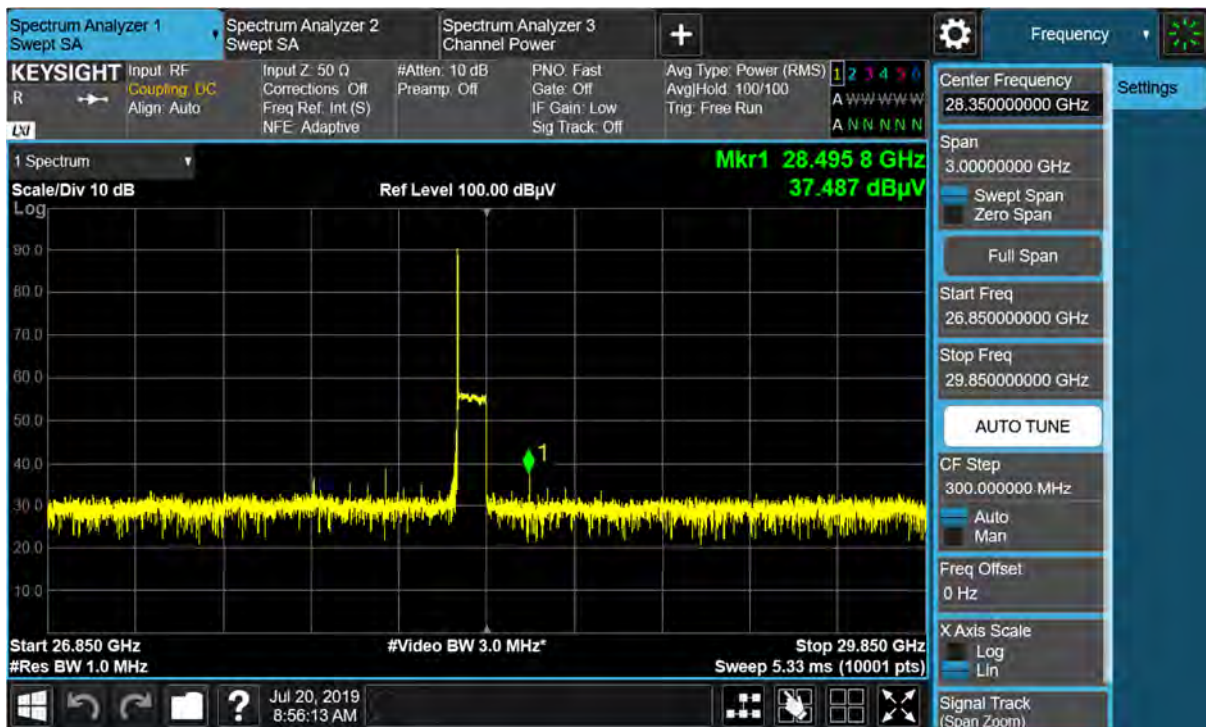 Spectrum Analyzer 1
Swept SA
Spectrum Analyzer 2
Swept SA
Spectrum Analyzer 3
Channel Power
+
Frequency
KEYSIGHT
R
LXI
Input: RF
Coupling: DC
Align: Auto
Input Z: 50 Ω
Corrections: Off
Freq Ref: Int (S)
NFE: Adaptive
#Atten: 10 dB
Preamp: Off
PNO: Fast
Gate: Off
IF Gain: Low
Sig Track: Off
Avg Type: Power (RMS)
Avg|Hold: 100/100
Trig: Free Run
1 2 3 4 5 6
A W W W W W
A N N N N N
1 Spectrum
Scale/Div 10 dB
Ref Level 100.00 dBµV
Mkr1 28.495 8 GHz
37.487 dBµV
Log
90.0
80.0
70.0
60.0
50.0
40.0
30.0
20.0
10.0
1
Start 26.850 GHz
#Res BW 1.0 MHz
#Video BW 3.0 MHz*
Stop 29.850 GHz
Sweep 5.33 ms (10001 pts)
Center Frequency
28.350000000 GHz
Settings
Span
3.00000000 GHz
Swept Span
Zero Span
Full Span
Start Freq
26.850000000 GHz
Stop Freq
29.850000000 GHz
AUTO TUNE
CF Step
300.000000 MHz
Auto
Man
Freq Offset
0 Hz
X Axis Scale
Log
Lin
Signal Track
(Span Zoom)
?
Jul 20, 2019
8:56:13 AM